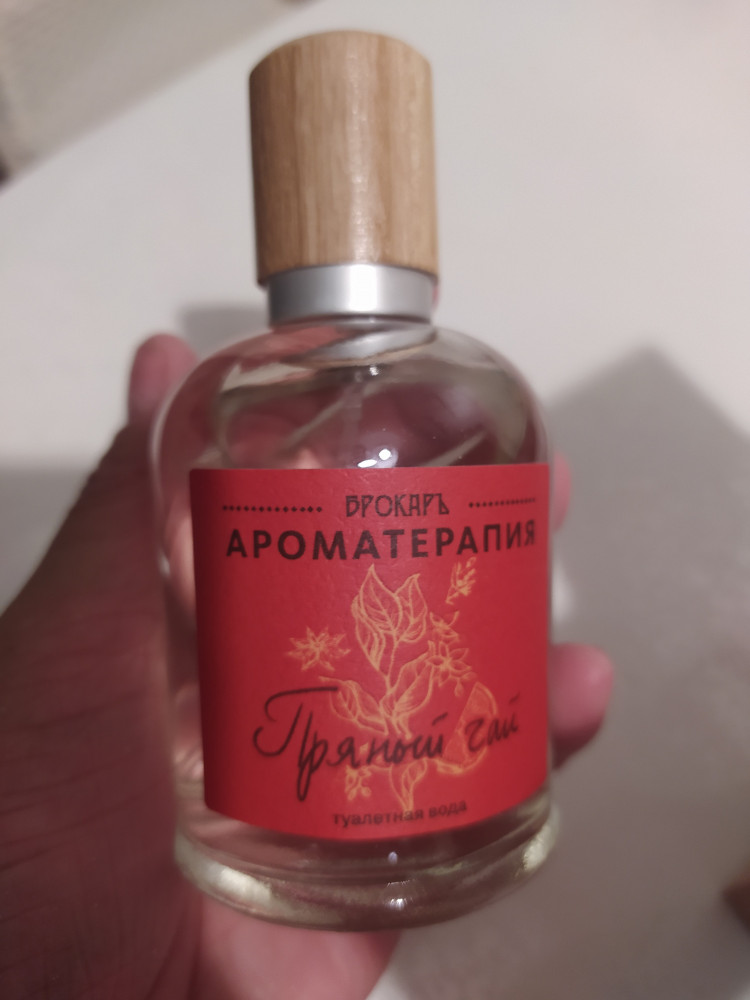 БРОКАРЪ
АРОМАТЕРАПИЯ
Пряный чай
туалетная вода